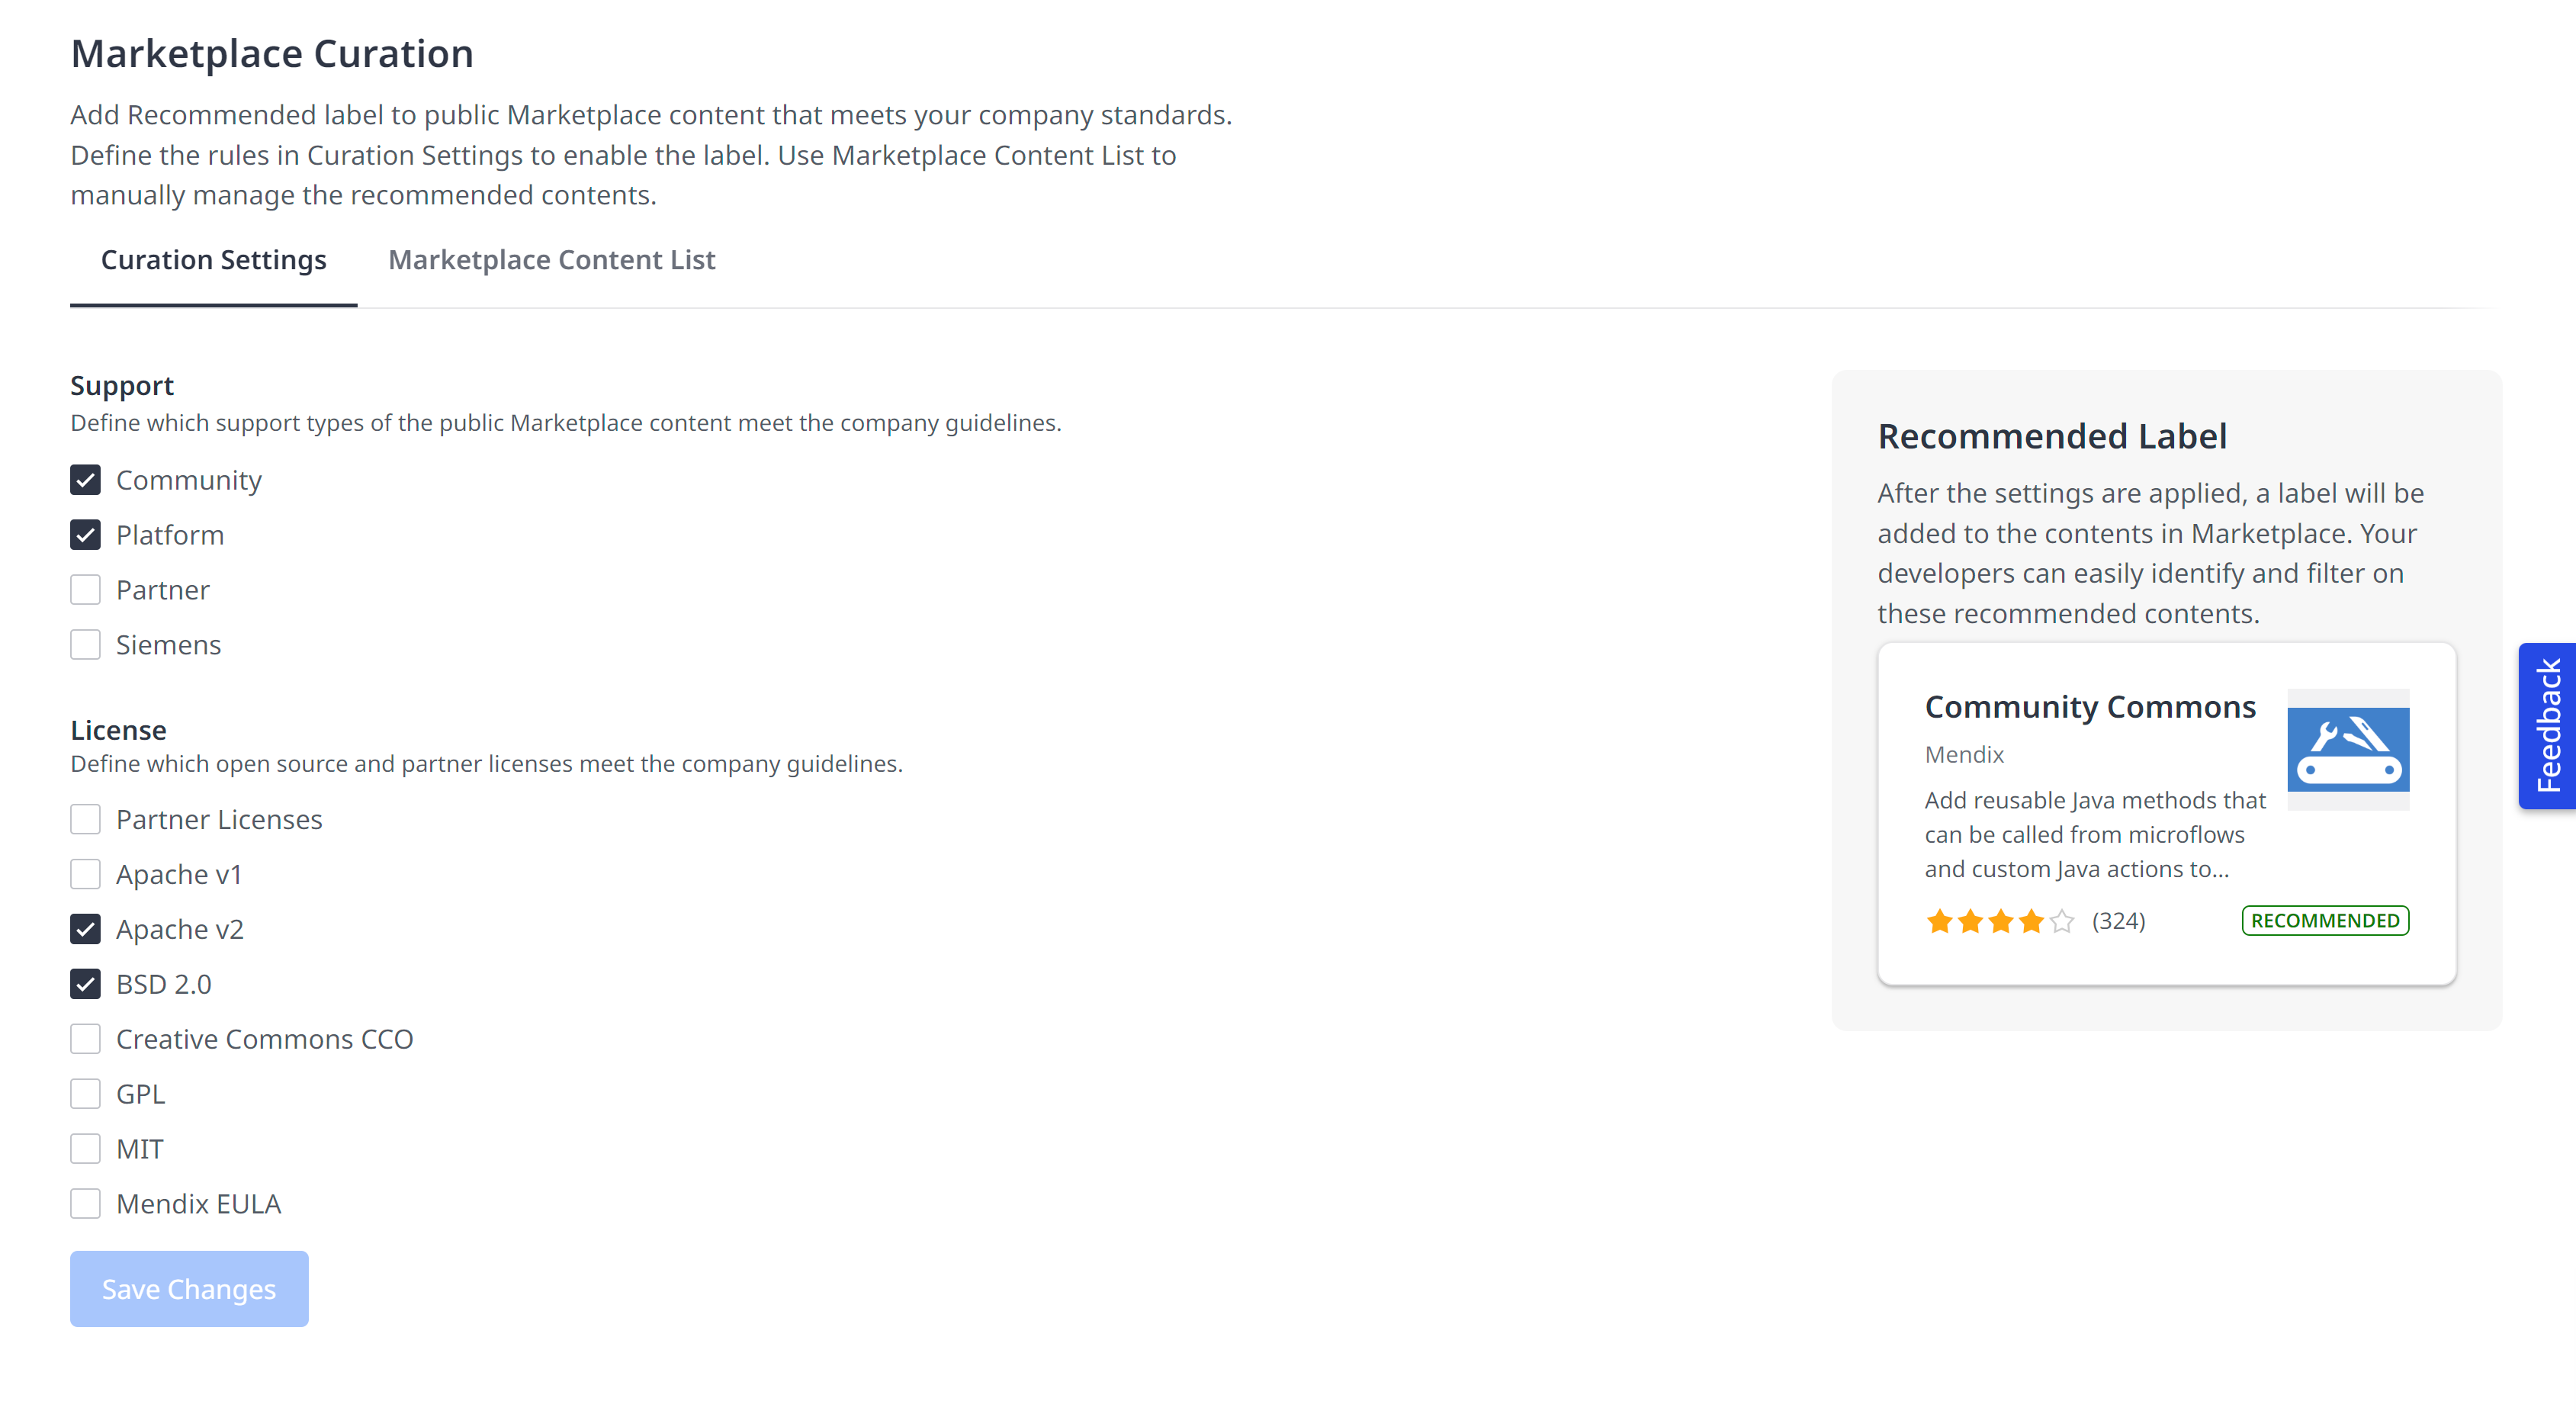 Marketplace Curation
Add Recommended label to public Marketplace content that meets your company standards.
Define the rules in Curation Settings to enable the label. Use Marketplace Content List to
manually manage the recommended contents.
Curation Settings
Marketplace Content List
Support
Define which support types of the public Marketplace content meet the company guidelines.
Community
Platform
Partner
Siemens
License
Define which open source and partner licenses meet the company guidelines.
Partner Licenses
Apache v1
Apache v2
BSD 2.0
Creative Commons CCO
GPL
MIT
Mendix EULA
Save Changes
Recommended Label
After the settings are applied, a label will be
added to the contents in Marketplace. Your
developers can easily identify and filter on
these recommended contents.
Community Commons
Mendix
Add reusable Java methods that
can be called from microflows
and custom Java actions to...
(324)
RECOMMENDED
Feedback